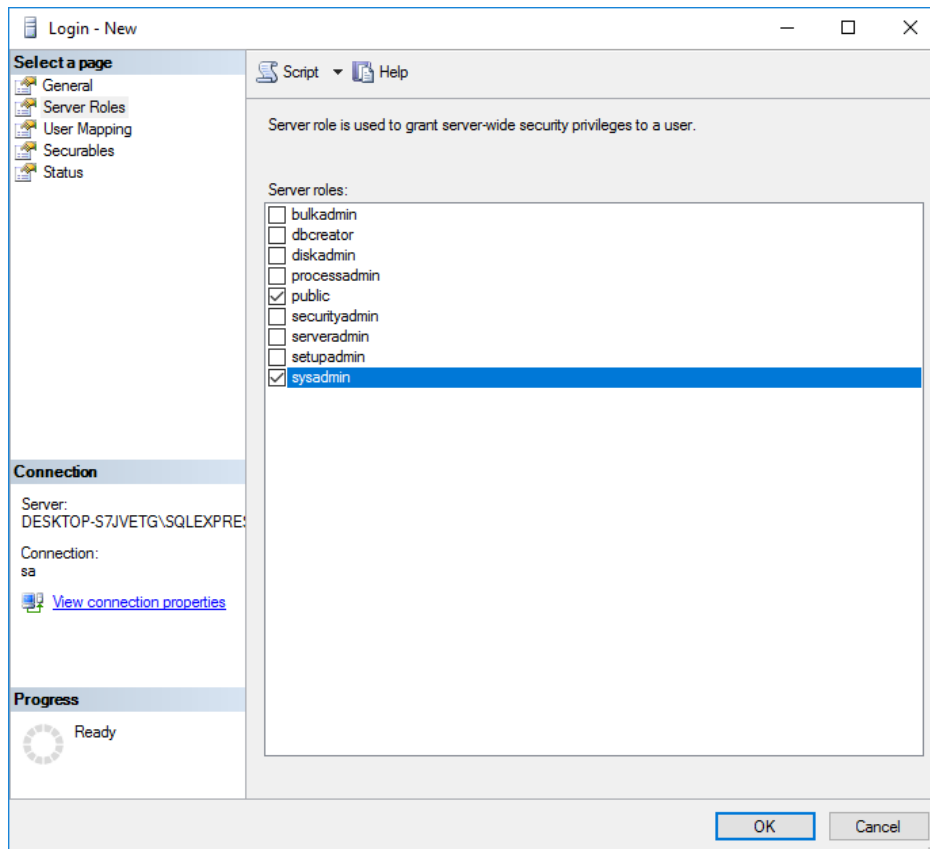 Login - New
Select a page
General
Server Roles
User Mapping
Securables
Status
Script Help
Server role is used to grant server-wide security privileges to a user.
Server roles:
bulkadmin
dbcreator
diskadmin
processadmin
public
securityadmin
serveradmin
setupadmin
sysadmin
Connection
Server:
DESKTOP-S7JVETG\SQLEXPRES
Connection:
sa
View connection properties
Progress
Ready
OK Cancel